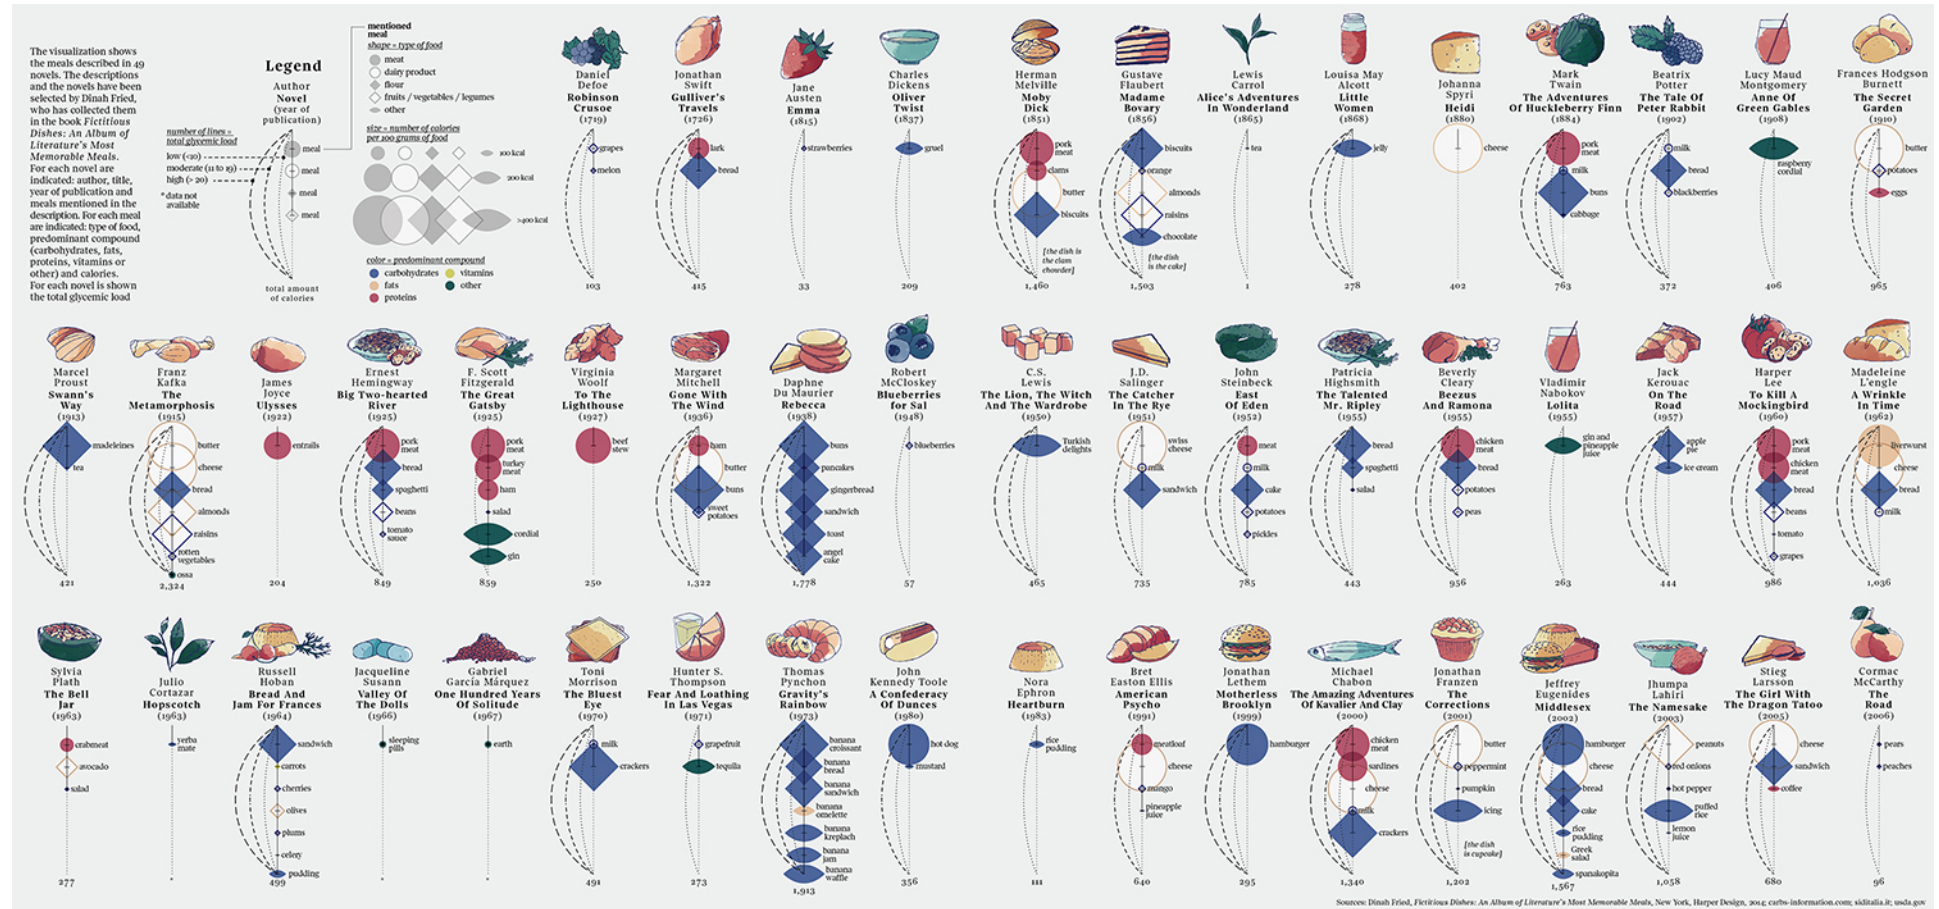 The visualization shows
the meals described in 49
novels. The descriptions
and the novels have been
selected by Dinah Fried,
who has collected them
in the book Fictitious
Dishes: An Album of
Literature's Most
Memorable Meals.
For each novel are
indicated: author, title,
year of publication and
meals mentioned in the
description. For each meal
are indicated: type of food,
predominant compound
(carbohydrates, fats,
proteins, vitamins or
other) and calories.
For each novel is shown
the total glycemic load
Legend
Author
Novel
(year of
publication)
number of lines =
total glycemic load
low (<10)
moderate (11 to 19)
high (> 20)
*data not
available
meal
meal
meal
meal
total amount
of calories
mentioned
meal
shape = type of food
meat
dairy product
flour
fruits / vegetables / legumes
other
size = number of calories
per 100 grams of food
100 kcal
200 kcal
>400 kcal
color = predominant compound
carbohydrates
vitamins
fats
other
proteins
Daniel
Defoe
Robinson
Crusoe
(1719)
grapes
melon
103
Jonathan
Swift
Gulliver's
Travels
(1726)
lark
bread
415
Jane
Austen
Emma
(1815)
strawberries
33
Charles
Dickens
Oliver
Twist
(1837)
gruel
209
Herman
Melville
Moby
Dick
(1851)
pork
meat
clams
butter
biscuits
[the dish is
the clam
chowder]
1,460
Gustave
Flaubert
Madame
Bovary
(1856)
biscuits
orange
almonds
raisins
chocolate
[the dish
is the cake]
1,503
Lewis
Carrol
Alice's Adventures
In Wonderland
(1865)
tea
1
Louisa May
Alcott
Little
Women
(1868)
jelly
278
Johanna
Spyri
Heidi
(1880)
cheese
402
Mark
Twain
The Adventures
Of Huckleberry Finn
(1884)
pork
meat
milk
buns
cabbage
763
Beatrix
Potter
The Tale Of
Peter Rabbit
(1902)
milk
bread
blackberries
372
Lucy Maud
Montgomery
Anne Of
Green Gables
(1908)
raspberry
cordial
406
Frances Hodgson
Burnett
The Secret
Garden
(1910)
butter
potatoes
eggs
965
Marcel
Proust
Swann's
Way
(1913)
madeleines
tea
421
Franz
Kafka
The
Metamorphosis
(1915)
butter
cheese
bread
almonds
raisins
rotten
vegetables
ossa
2,324
James
Joyce
Ulysses
(1922)
entrails
204
Ernest
Hemingway
Big Two-hearted
River
(1925)
pork
meat
bread
spaghetti
beans
tomato
sauce
849
F. Scott
Fitzgerald
The Great
Gatsby
(1925)
pork
meat
turkey
meat
ham
salad
cordial
gin
859
Virginia
Woolf
To The
Lighthouse
(1927)
beef
stew
250
Margaret
Mitchell
Gone With
The Wind
(1936)
ham
butter
buns
sweet
potatoes
1,322
Daphne
Du Maurier
Rebecca
(1938)
buns
pancakes
gingerbread
sandwich
toast
angel
cake
1,778
Robert
McCloskey
Blueberries
for Sal
(1948)
blueberries
57
C.S.
Lewis
The Lion, The Witch
And The Wardrobe
(1950)
Turkish
delights
465
J.D.
Salinger
The Catcher
In The Rye
(1951)
swiss
cheese
milk
sandwich
735
John
Steinbeck
East
Of Eden
(1952)
meat
milk
cake
potatoes
pickles
785
Patricia
Highsmith
The Talented
Mr. Ripley
(1955)
bread
spaghetti
salad
443
Beverly
Cleary
Beezus
And Ramona
(1955)
chicken
meat
bread
potatoes
peas
956
Vladimir
Nabokov
Lolita
(1955)
gin and
pineapple
juice
263
Jack
Kerouac
On The
Road
(1957)
apple
pie
ice cream
444
Harper
Lee
To Kill A
Mockingbird
(1960)
pork
meat
chicken
meat
bread
beans
tomato
grapes
986
Madeleine
L'engle
A Wrinkle
In Time
(1962)
liverwurst
cheese
bread
milk
1,036
Sylvia
Plath
The Bell
Jar
(1963)
crabmeat
avocado
salad
277
Julio
Cortazar
Hopscotch
(1963)
yerba
mate
Russell
Hoban
Bread And
Jam For Frances
(1964)
sandwich
carrots
cherries
olives
plums
celery
pudding
499
Jacqueline
Susann
Valley Of
The Dolls
(1966)
sleeping
pills
Gabriel
García Márquez
One Hundred Years
Of Solitude
(1967)
earth
Toni
Morrison
The Bluest
Eye
(1970)
milk
crackers
491
Hunter S.
Thompson
Fear And Loathing
In Las Vegas
(1971)
grapefruit
tequila
273
Thomas
Pynchon
Gravity's
Rainbow
(1973)
banana
croissant
banana
bread
banana
sandwich
banana
omelette
banana
kreplach
banana
jam
banana
waffle
1,913
John
Kennedy Toole
A Confederacy
Of Dunces
(1980)
hot dog
mustard
356
Nora
Ephron
Heartburn
(1983)
rice
pudding
111
Bret
Easton Ellis
American
Psycho
(1991)
meatloaf
cheese
mango
pineapple
juice
640
Jonathan
Lethem
Motherless
Brooklyn
(1999)
hamburger
295
Michael
Chabon
The Amazing Adventures
Of Kavalier And Clay
(2000)
chicken
meat
sardines
cheese
milk
crackers
1,340
Jonathan
Franzen
The
Corrections
(2001)
butter
peppermint
pumpkin
icing
[the dish
is cupcake]
1,202
Jeffrey
Eugenides
Middlesex
(2002)
hamburger
cheese
bread
cake
rice
pudding
Greek
salad
spanakopita
1,567
Jhumpa
Lahiri
The Namesake
(2003)
peanuts
red onions
hot pepper
puffed
rice
lemon
juice
1,058
Stieg
Larsson
The Girl With
The Dragon Tatoo
(2005)
cheese
sandwich
coffee
680
Cormac
McCarthy
The
Road
(2006)
pears
peaches
96
Sources: Dinah Fried, Fictitious Dishes: An Album of Literature's Most Memorable Meals, New York, Harper Design, 2014; carbs-information.com; siditalia.it; usda.gov